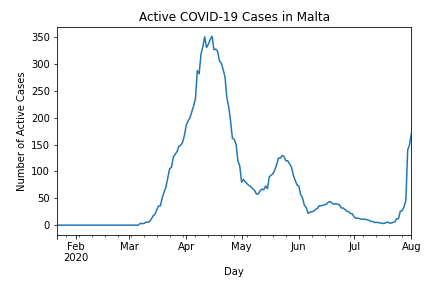 Active COVID-19 Cases in Malta
Number of Active Cases
350
300
250
200
150
100
50
0
Feb
2020
Mar
Apr
May
Jun
Jul
Aug
Day